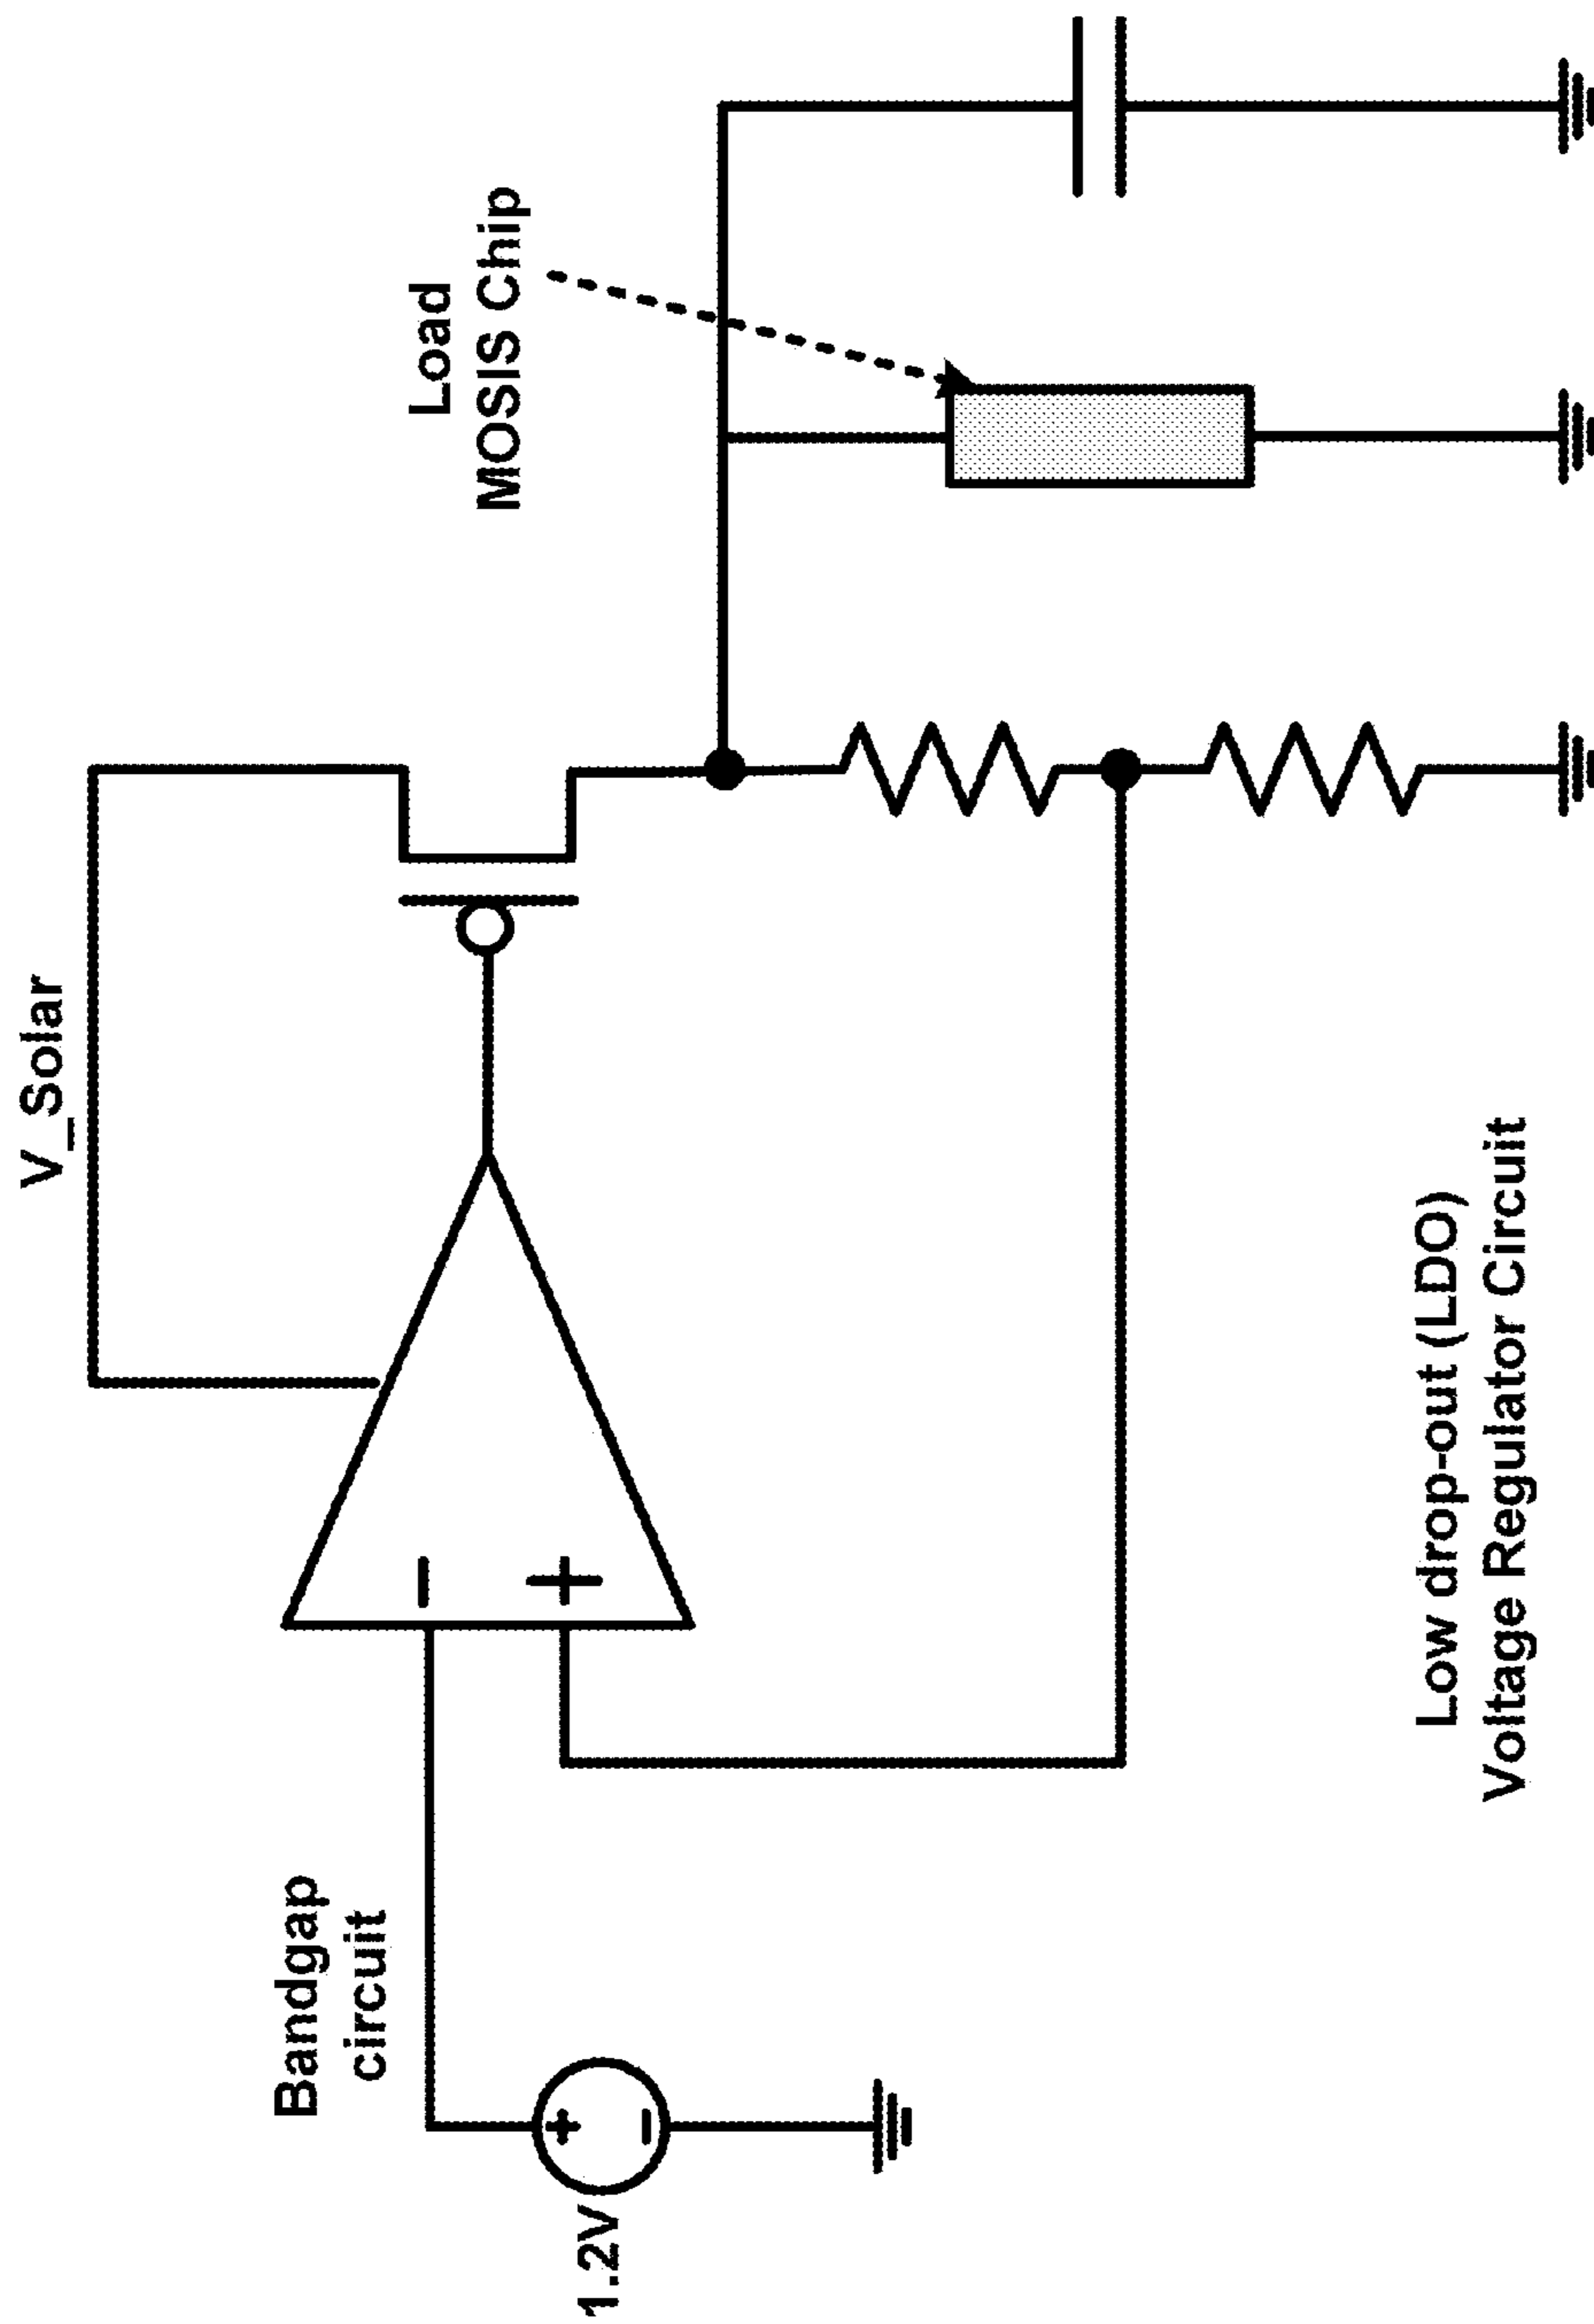 V_Solar
Load
MOSIS Chip
Bandgap
circuit
1.2V
Low drop-out (LDO)
Voltage Regulator Circuit